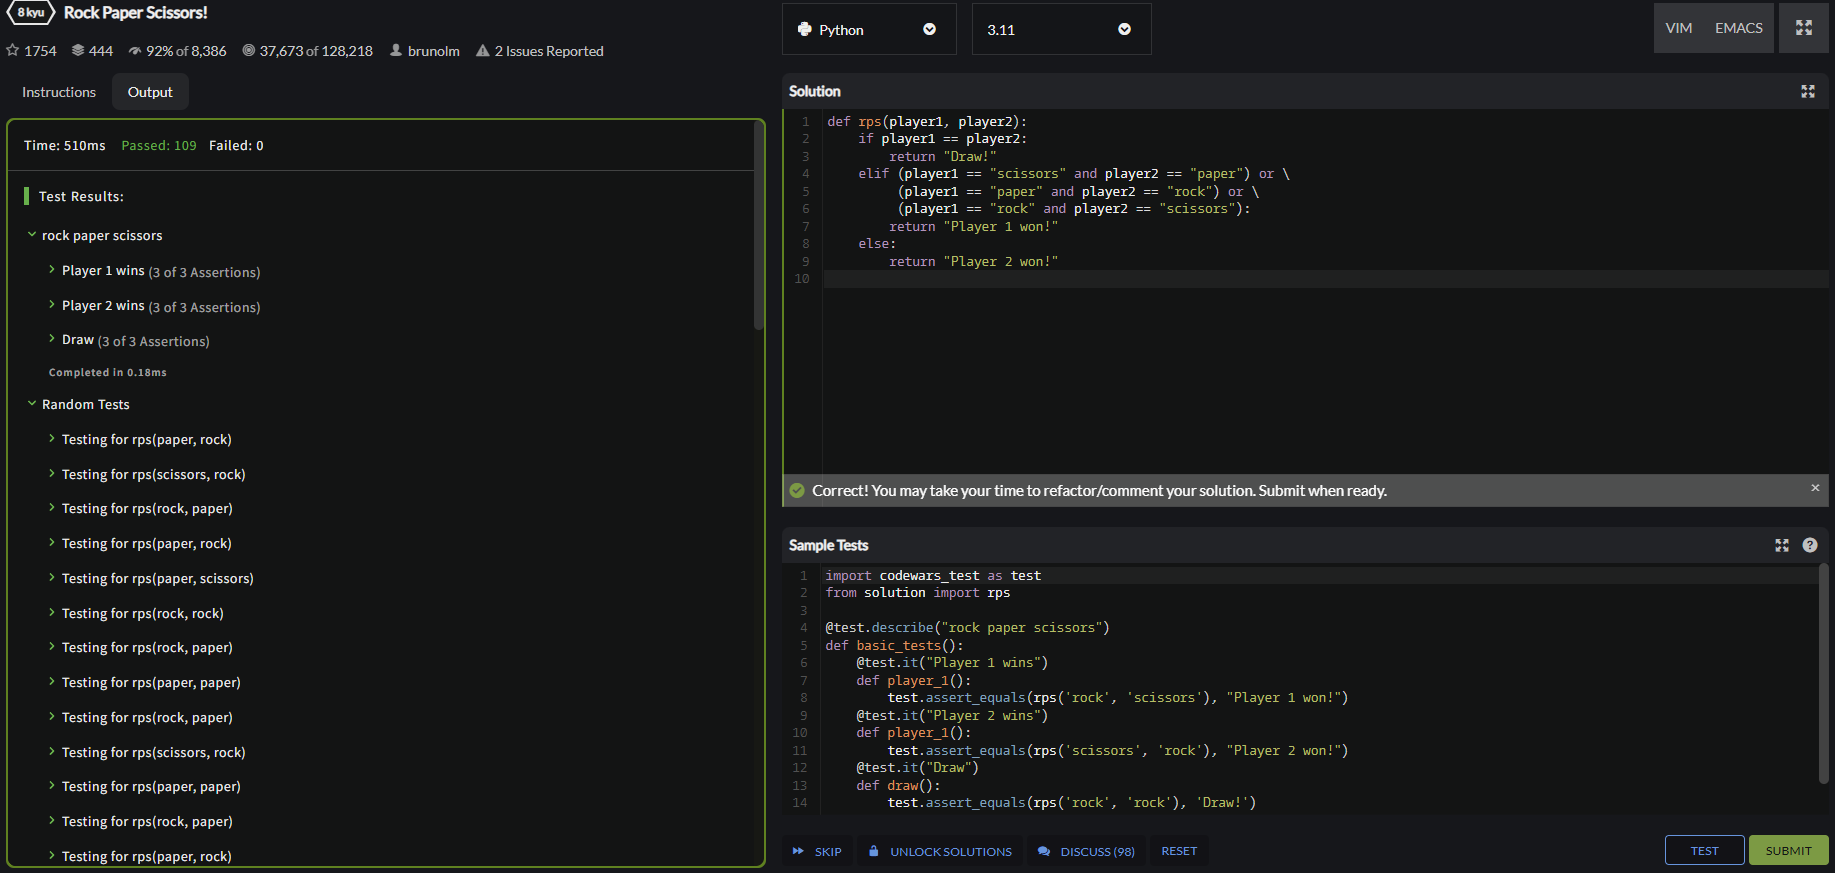 8 kyu Rock Paper Scissors!
1754 444 92% of 8,386 37,673 of 128,218 brunolm 2 Issues Reported
Instructions Output
Time: 510ms Passed: 109 Failed: 0
Test Results:
rock paper scissors
Player 1 wins (3 of 3 Assertions)
Player 2 wins (3 of 3 Assertions)
Draw (3 of 3 Assertions)
Completed in 0.18ms
Random Tests
Testing for rps(paper, rock)
Testing for rps(scissors, rock)
Testing for rps(rock, paper)
Testing for rps(paper, rock)
Testing for rps(paper, scissors)
Testing for rps(rock, rock)
Testing for rps(rock, paper)
Testing for rps(paper, paper)
Testing for rps(rock, paper)
Testing for rps(scissors, rock)
Testing for rps(paper, paper)
Testing for rps(rock, paper)
Testing for rps(paper, rock)
Python 3.11 VIM EMACS
Solution
1 def rps(player1, player2):
2     if player1 == player2:
3         return "Draw!"
4     elif (player1 == "scissors" and player2 == "paper") or \
5          (player1 == "paper" and player2 == "rock") or \
6          (player1 == "rock" and player2 == "scissors"):
7         return "Player 1 won!"
8     else:
9         return "Player 2 won!"
10
Correct! You may take your time to refactor/comment your solution. Submit when ready. ×
Sample Tests ?
1 import codewars_test as test
2 from solution import rps
3
4 @test.describe("rock paper scissors")
5 def basic_tests():
6     @test.it("Player 1 wins")
7     def player_1():
8         test.assert_equals(rps('rock', 'scissors'), "Player 1 won!")
9     @test.it("Player 2 wins")
10     def player_1():
11         test.assert_equals(rps('scissors', 'rock'), "Player 2 won!")
12     @test.it("Draw")
13     def draw():
14         test.assert_equals(rps('rock', 'rock'), 'Draw!')
SKIP UNLOCK SOLUTIONS DISCUSS (98) RESET TEST SUBMIT